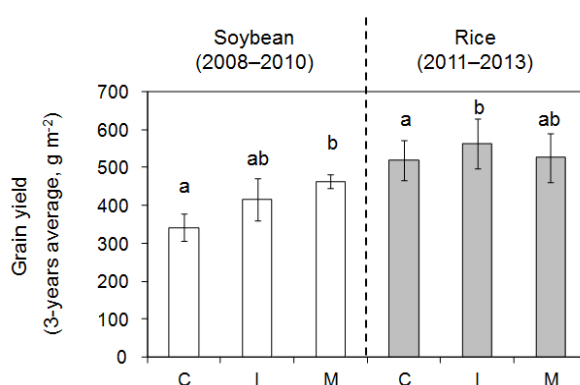 Soybean
(2008–2010)
Rice
(2011–2013)
Grain yield
(3-years average, g m⁻²)
700
600
500
400
300
200
100
0
a
ab
b
a
b
ab
C
I
M
C
I
M